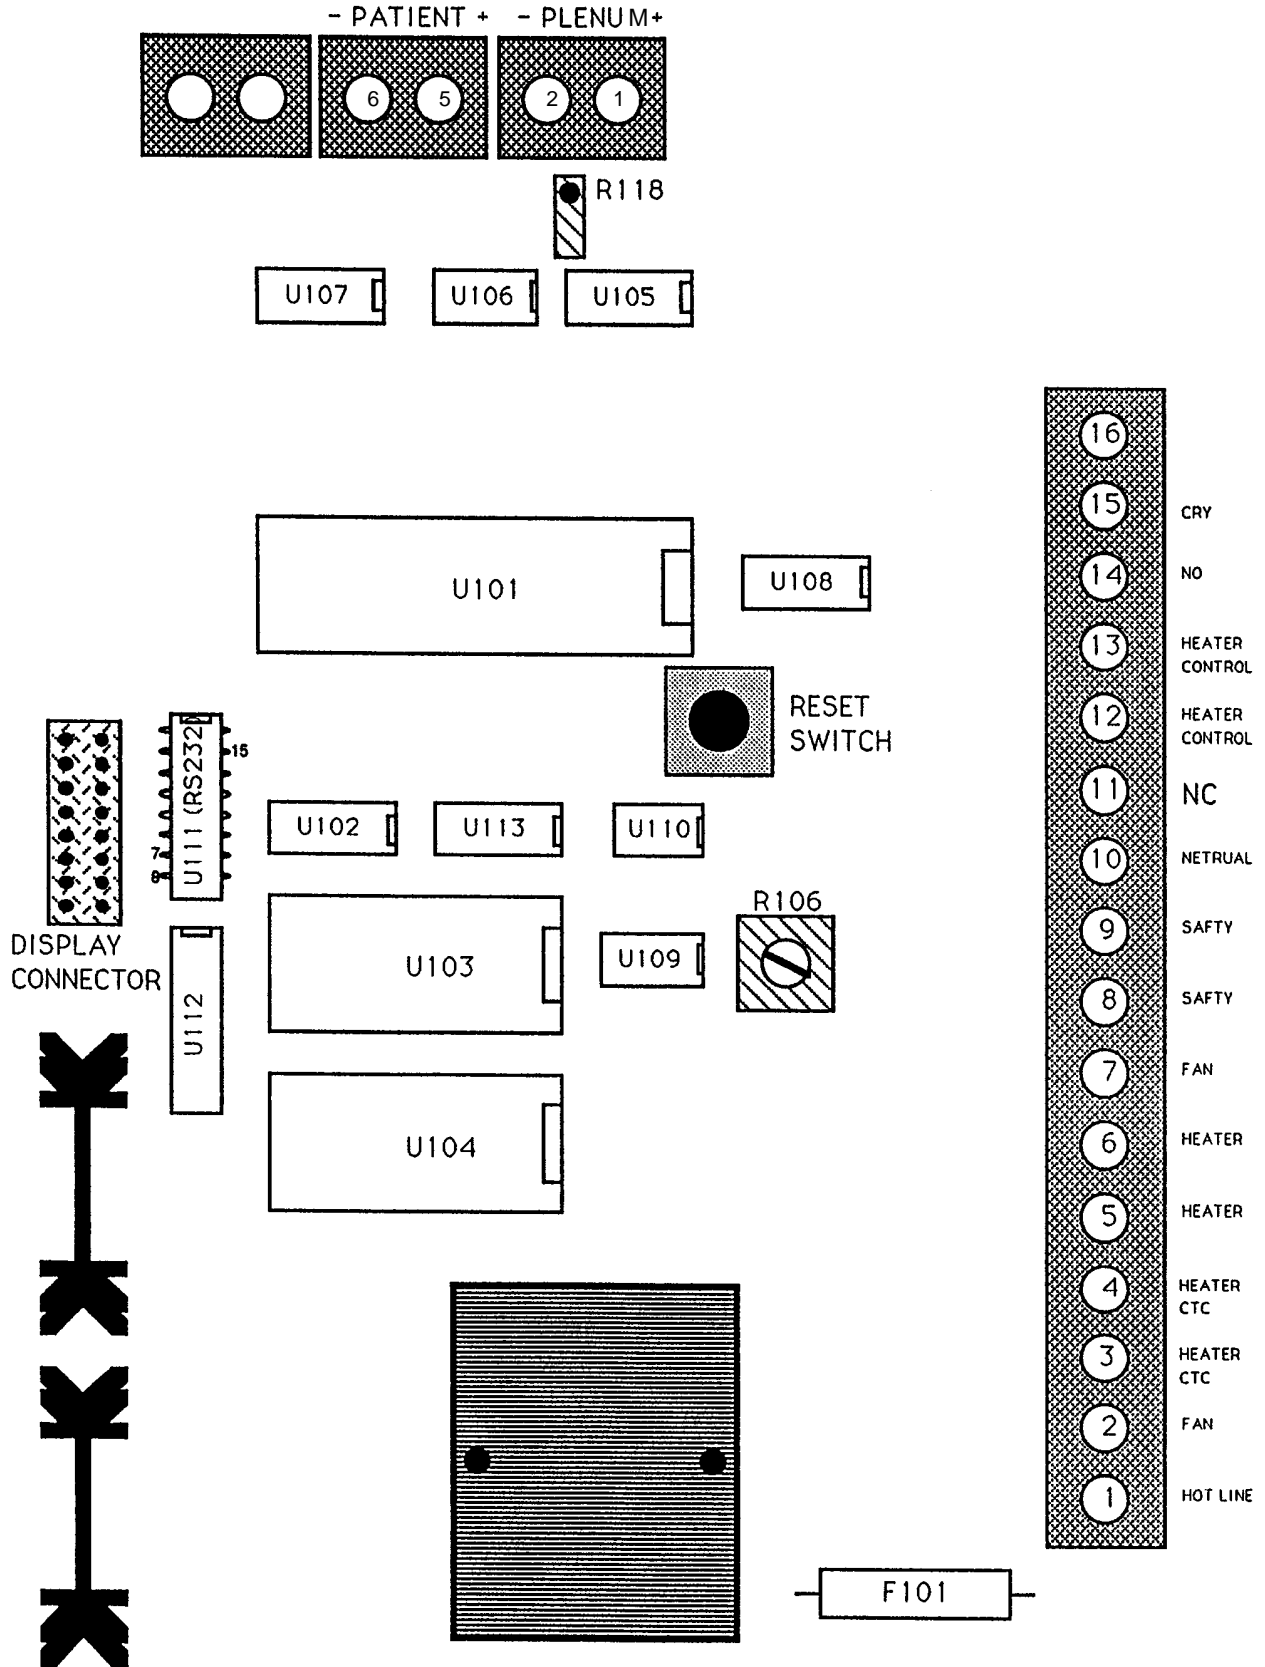 - PATIENT + - PLENUM+
6 5 2 1
R118
U107 U106 U105
16
15 CRY
14 NO
13 HEATER
CONTROL
12 HEATER
CONTROL
11 NC
10 NETRUAL
9 SAFTY
8 SAFTY
7 FAN
6 HEATER
5 HEATER
4 HEATER
CTC
3 HEATER
CTC
2 FAN
1 HOT LINE
U101
U108
RESET
SWITCH
U111 (RS232
15
7
8
U102 U113 U110
DISPLAY
CONNECTOR
U112
U103
U109
R106
U104
F101